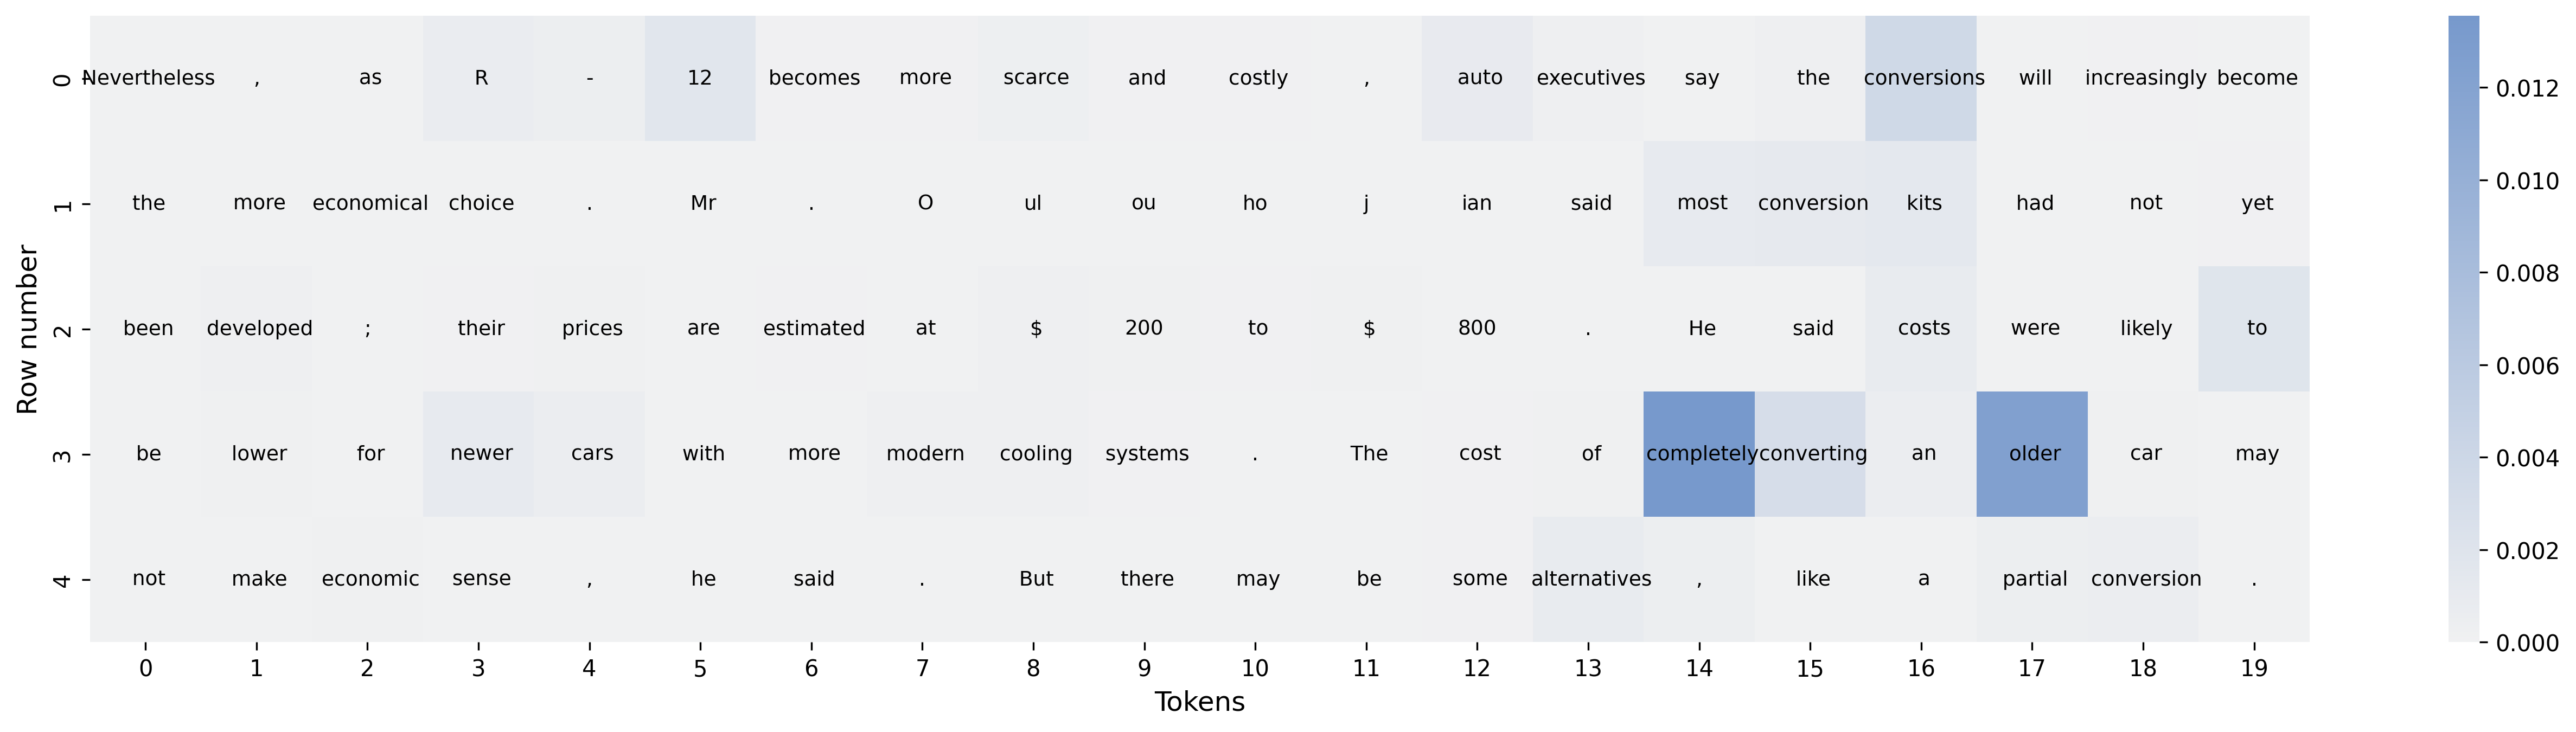 0 Nevertheless , as R - 12 becomes more scarce and costly , auto executives say the conversions will increasingly become
1 the more economical choice . Mr . O ul ou ho j ian said most conversion kits had not yet
2 been developed ; their prices are estimated at $ 200 to $ 800 . He said costs were likely to
3 be lower for newer cars with more modern cooling systems . The cost of completely converting an older car may
4 not make economic sense , he said . But there may be some alternatives , like a partial conversion .
0 1 2 3 4 5 6 7 8 9 10 11 12 13 14 15 16 17 18 19
Tokens
Row number
0.012
0.010
0.008
0.006
0.004
0.002
0.000